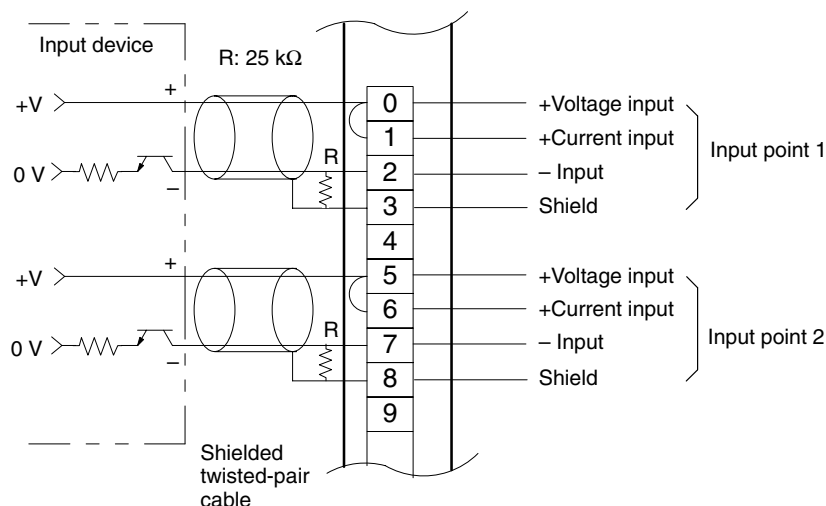 Input device
R: 25 kΩ
+V
+
0
+Voltage input
1
+Current input
Input point 1
0 V
–
R
2
– Input
3
Shield
4
+V
+
5
+Voltage input
6
+Current input
Input point 2
0 V
–
R
7
– Input
8
Shield
9
Shielded
twisted-pair
cable